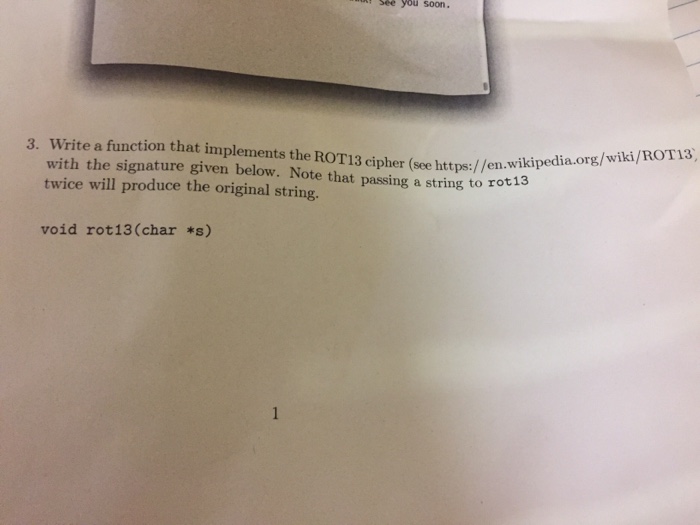 See you soon.
3. Write a function that implements the ROT13 cipher (see https://en.wikipedia.org/wiki/ROT13,
with the signature given below. Note that passing a string to rot13
twice will produce the original string.
void rot13(char *s)
1